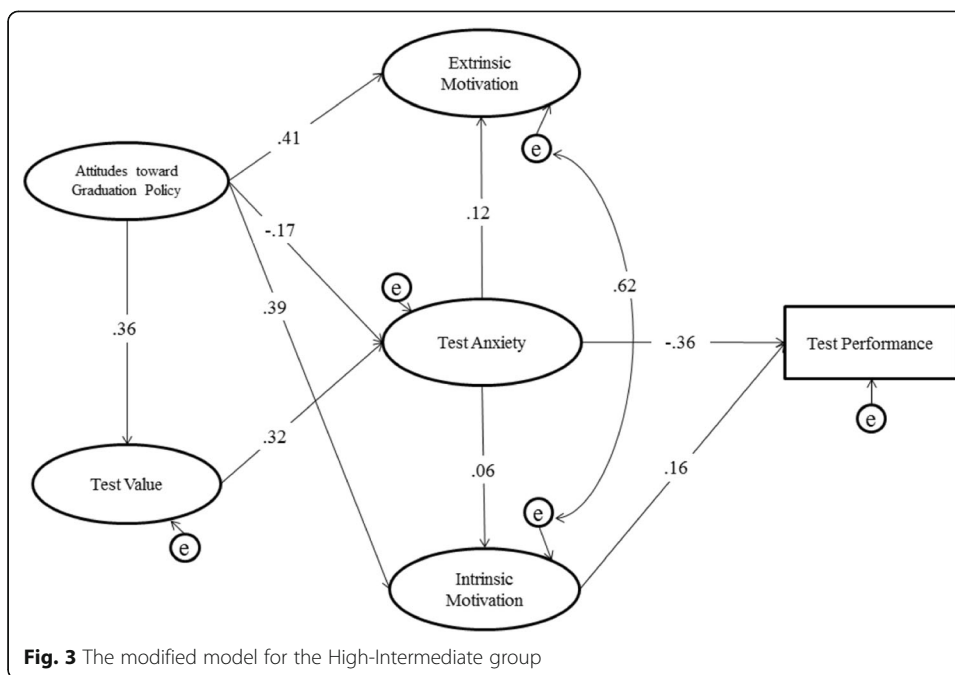 Extrinsic
Motivation
e
.41
Attitudes toward
Graduation Policy
.12
-.17
.62
e
.39
.36
Test Anxiety
-.36
Test Performance
e
.32
Test Value
.06
.16
e
e
Intrinsic
Motivation
Fig. 3 The modified model for the High-Intermediate group